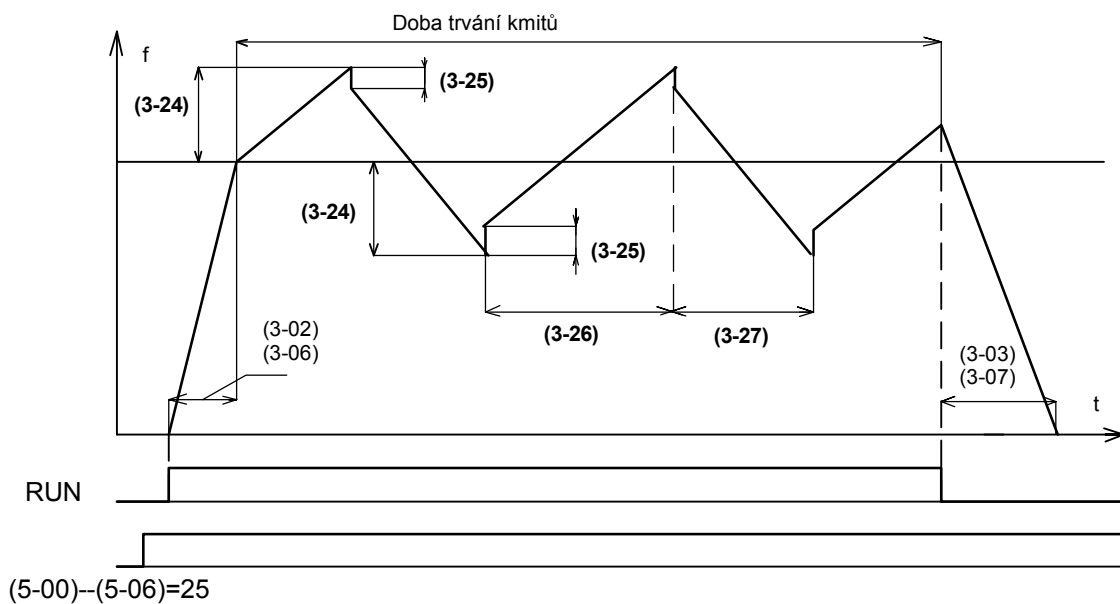 Doba trvání kmitů
f
(3-25)
(3-24)
(3-24)
(3-25)
(3-26)
(3-27)
(3-02)
(3-06)
(3-03)
(3-07)
t
RUN
(5-00)--(5-06)=25